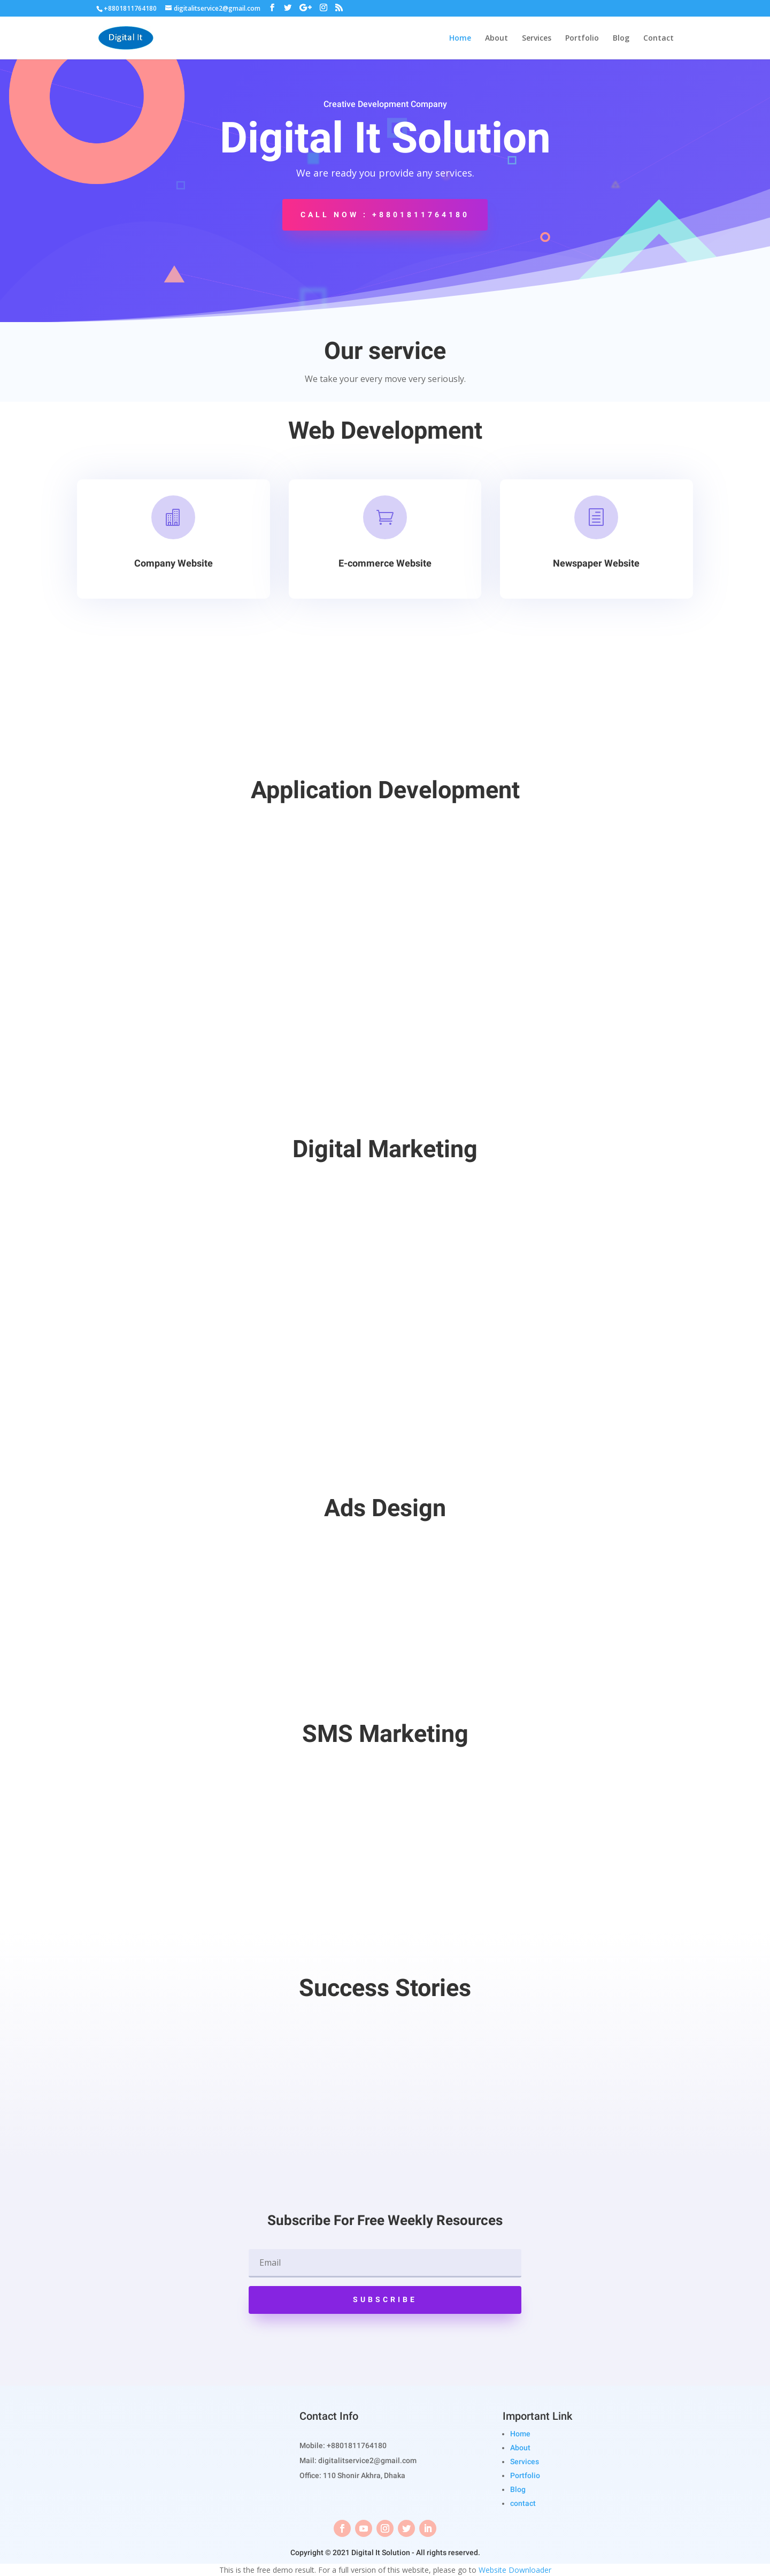 +8801811764180 digitalitservice2@gmail.com
Digital It
Home About Services Portfolio Blog Contact
Creative Development Company
Digital It Solution
We are ready you provide any services.
CALL NOW : +8801811764180
Our service
We take your every move very seriously.
Web Development
Company Website E-commerce Website Newspaper Website
Application Development
Digital Marketing
Ads Design
SMS Marketing
Success Stories
Subscribe For Free Weekly Resources
Email
SUBSCRIBE
Contact Info
Mobile: +8801811764180
Mail: digitalitservice2@gmail.com
Office: 110 Shonir Akhra, Dhaka
Important Link
Home
About
Services
Portfolio
Blog
contact
Copyright © 2021 Digital It Solution - All rights reserved.
This is the free demo result. For a full version of this website, please go to Website Downloader